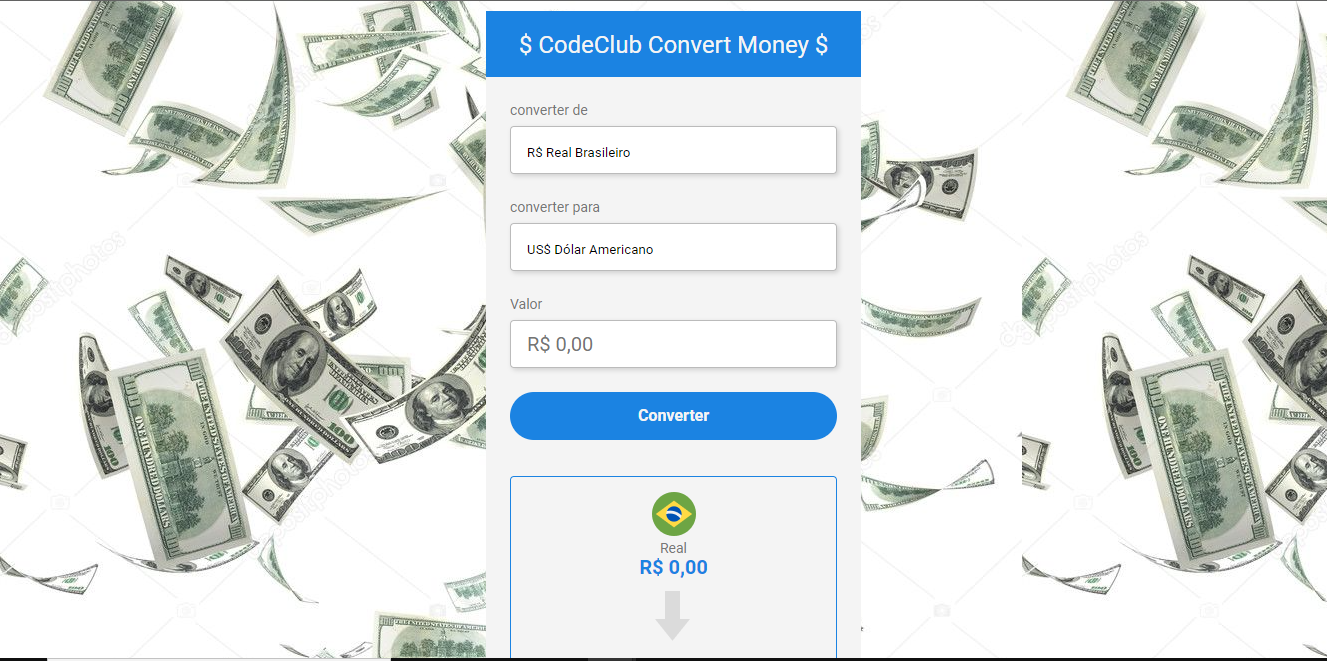 $ CodeClub Convert Money $
converter de
R$ Real Brasileiro
converter para
US$ Dólar Americano
Valor
R$ 0,00
Converter
Real
R$ 0,00
depositphotos